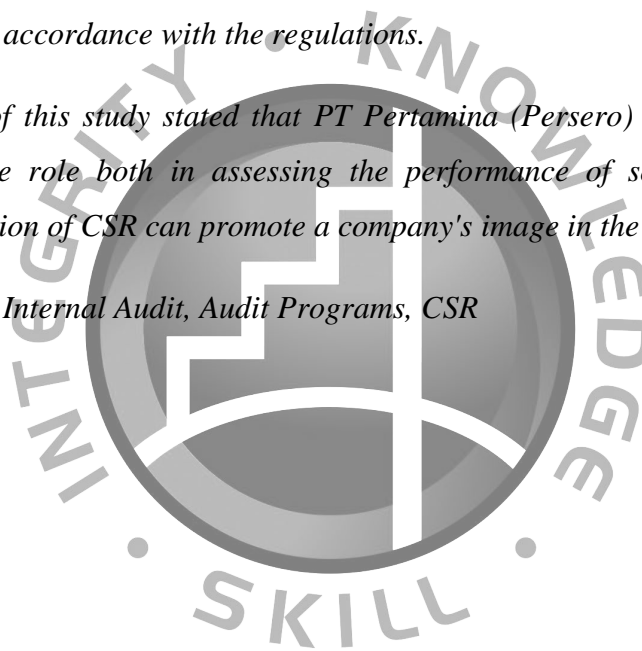 accordance with the regulations.
of this study stated that PT Pertamina (Persero)
role both in assessing the performance of
of CSR can promote a company's image in the
Internal Audit, Audit Programs, CSR
INTEGRITY • KNOWLEDGE • SKILL •